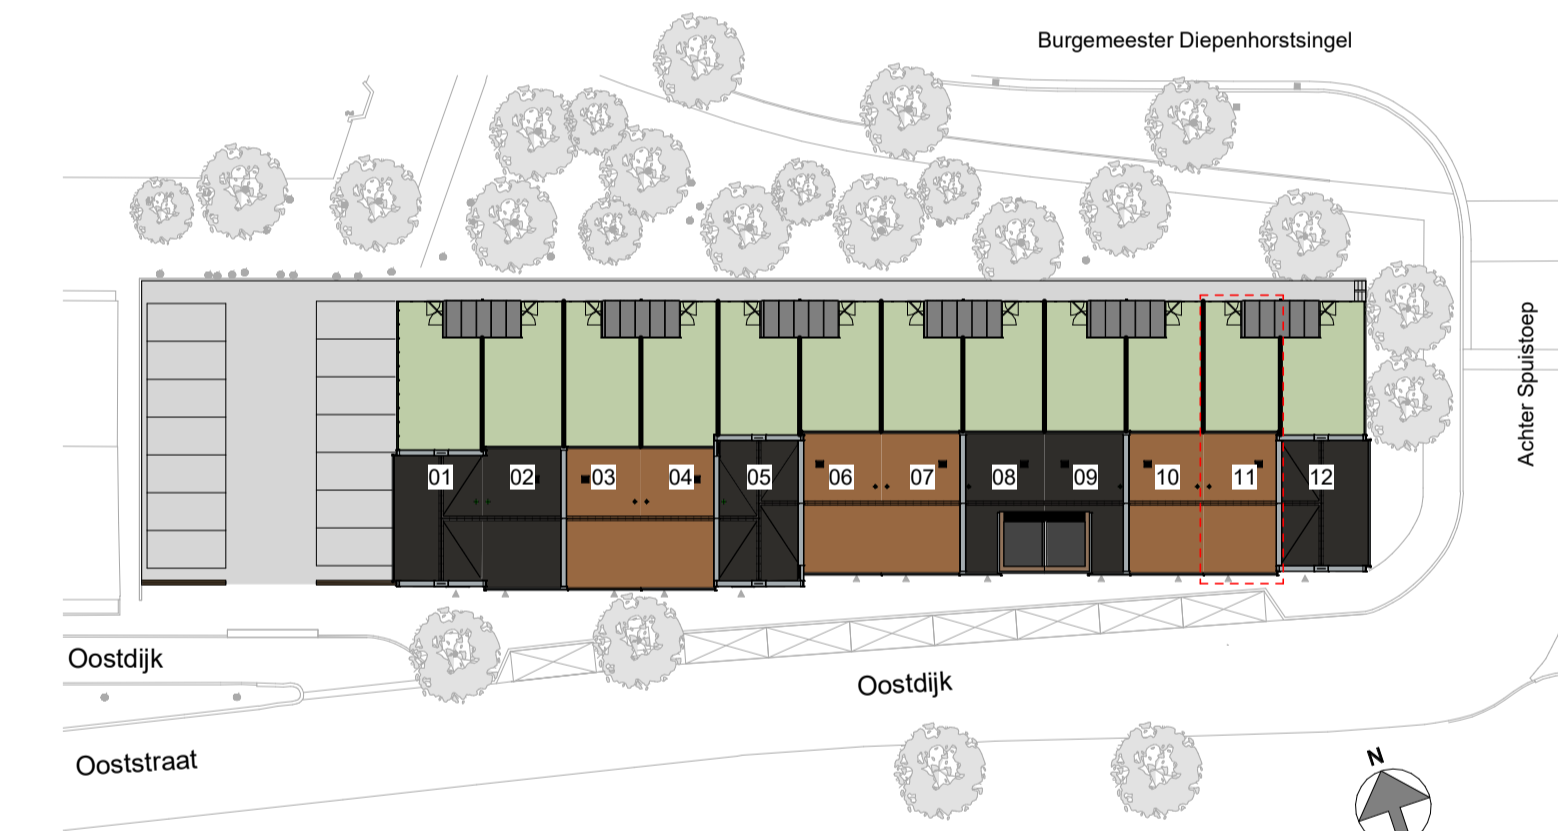 Burgemeester Diepenhorstsingel
Achter Spuistoep
01 02 03 04 05 06 07 08 09 10 11 12
Oostdijk
Oostdijk
Ooststraat
N